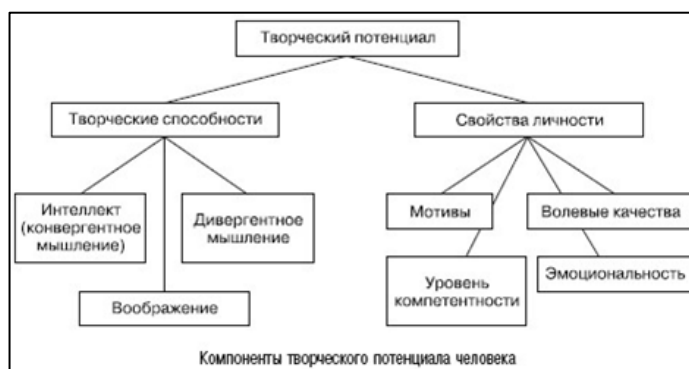 Творческий потенциал
Творческие способности
Свойства личности
Интеллект
(конвергентное
мышление)
Дивергентное
мышление
Воображение
Мотивы
Волевые качества
Уровень
компетентности
Эмоциональность
Компоненты творческого потенциала человека